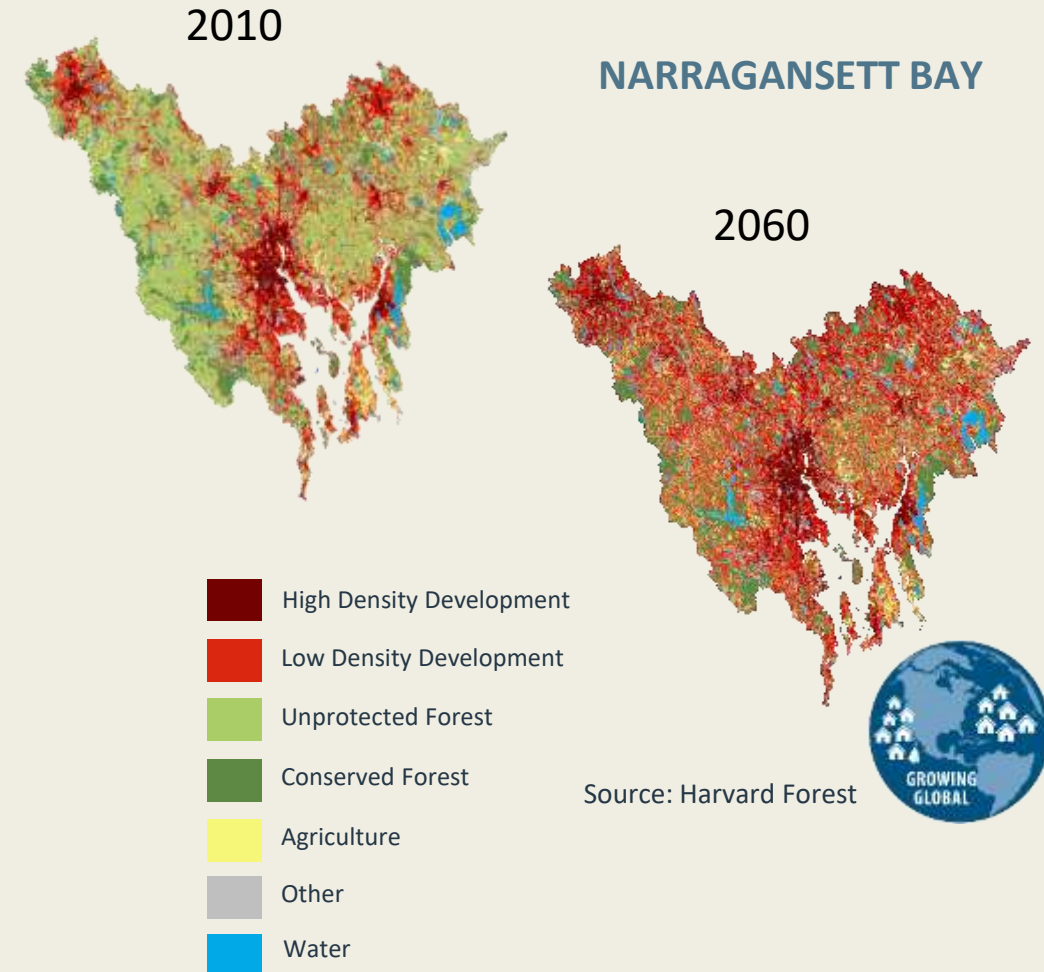 2010
NARRAGANSETT BAY
2060
High Density Development
Low Density Development
Unprotected Forest
Conserved Forest
Agriculture
Other
Water
Source: Harvard Forest
GROWING
GLOBAL